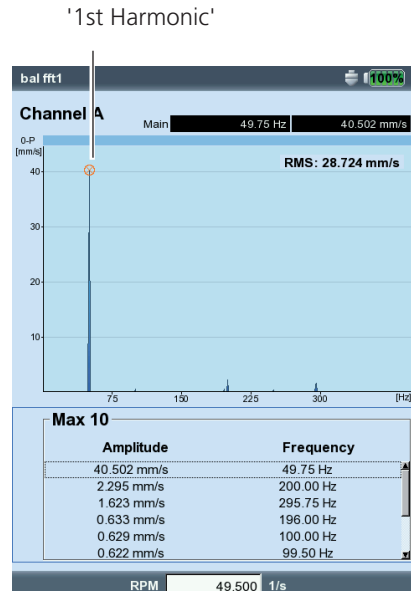 '1st Harmonic'
bal fft1 100%
Channel A Main 49.75 Hz 40.502 mm/s
0-P
[mm/s]
RMS: 28.724 mm/s
40
30
20
10
75 150 225 300 [Hz]
Max 10
Amplitude Frequency
40.502 mm/s 49.75 Hz
2.295 mm/s 200.00 Hz
1.623 mm/s 295.75 Hz
0.633 mm/s 196.00 Hz
0.629 mm/s 100.00 Hz
0.622 mm/s 99.50 Hz
RPM 49.500 1/s